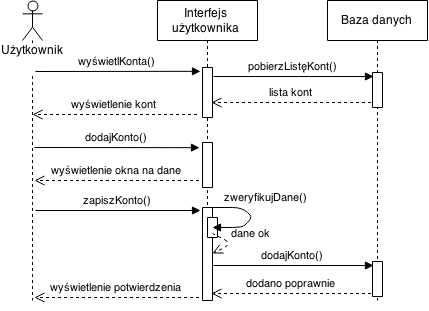 Interfejs
użytkownika
Baza danych
Użytkownik
wyświetlKonta()
pobierzListęKont()
lista kont
wyświetlenie kont
dodajKonto()
wyświetlenie okna na dane
zapiszKonto()
zweryfikujDane()
dane ok
dodajKonto()
dodano poprawnie
wyświetlenie potwierdzenia